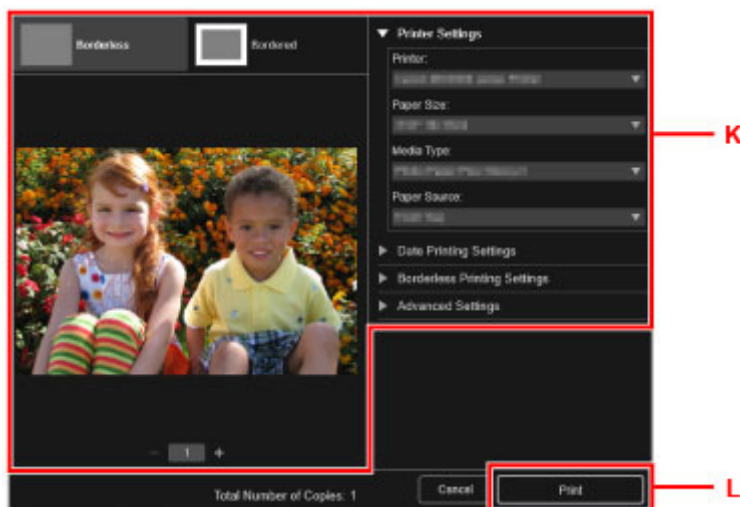 Borderless
Bordered
Printer Settings
Printer:
Paper Size:
K
Media Type:
Paper Source:
Date Printing Settings
Borderless Printing Settings
Advanced Settings
1
Total Number of Copies: 1
Cancel
Print
L